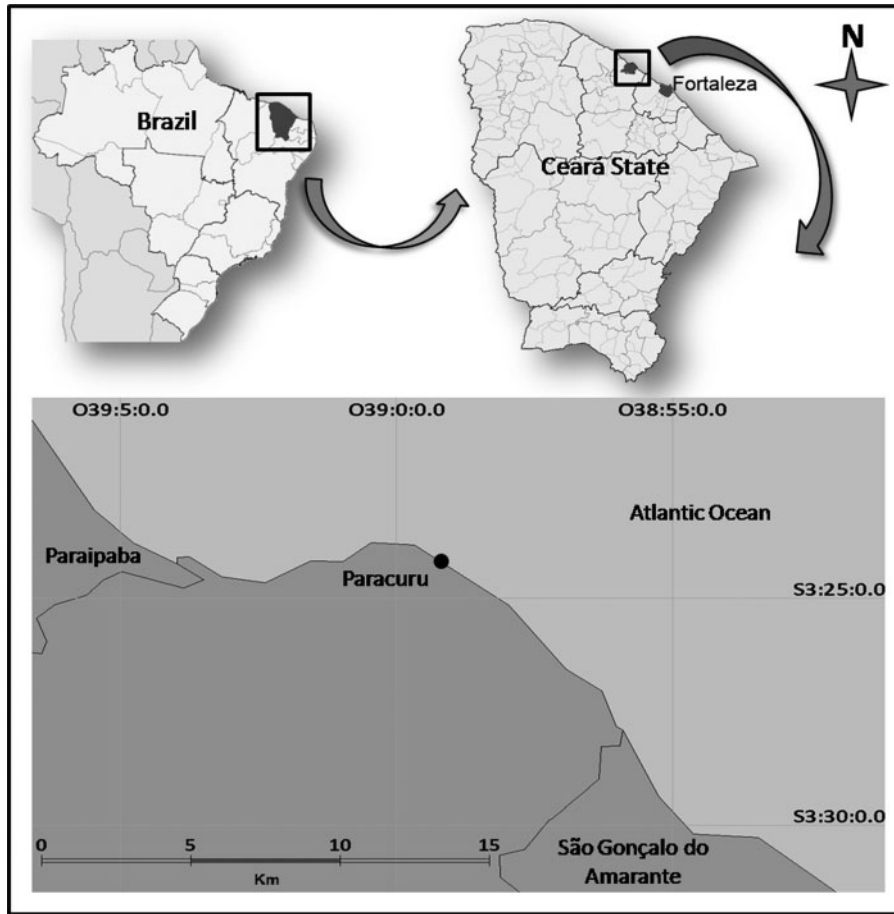 N
Brazil
Fortaleza
Ceará State
O39:5:0.0
O39:0:0.0
O38:55:0.0
Atlantic Ocean
Paraipaba
Paracuru
S3:25:0.0
S3:30:0.0
0
5
10
15
Km
São Gonçalo do
Amarante